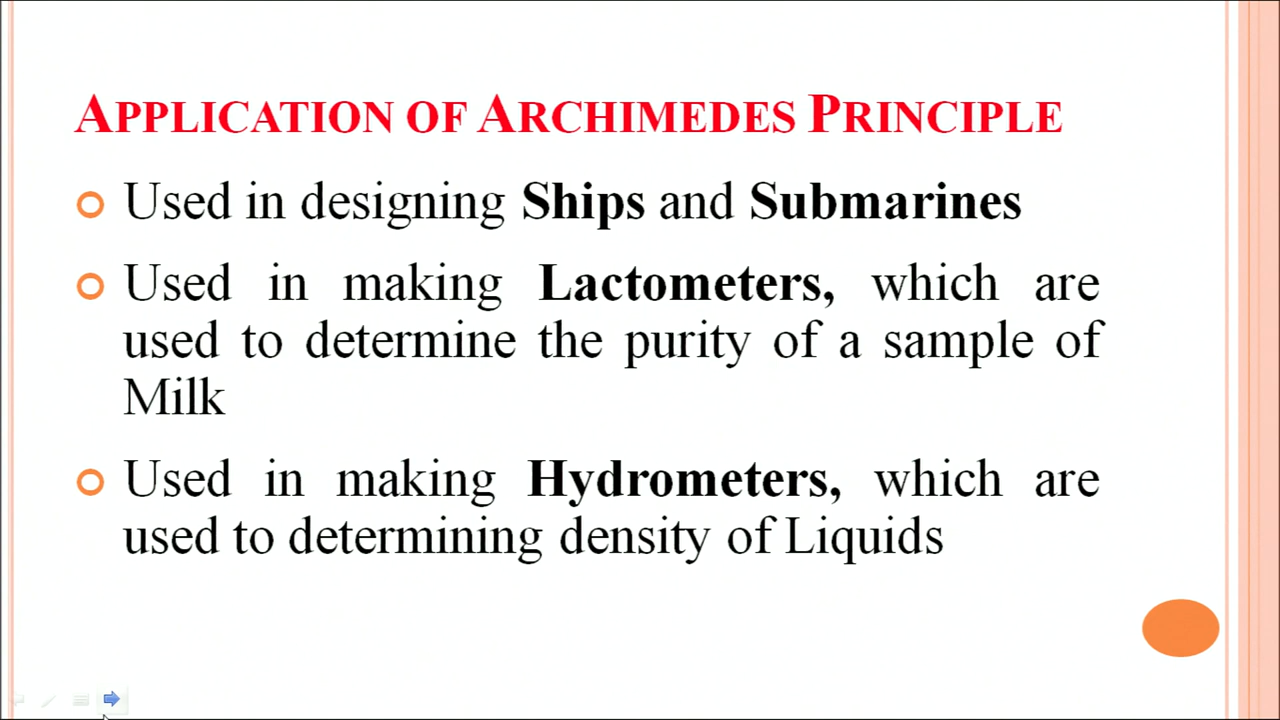 APPLICATION OF ARCHIMEDES PRINCIPLE
Used in designing Ships and Submarines
Used in making Lactometers, which are
used to determine the purity of a sample of
Milk
Used in making Hydrometers, which are
used to determining density of Liquids